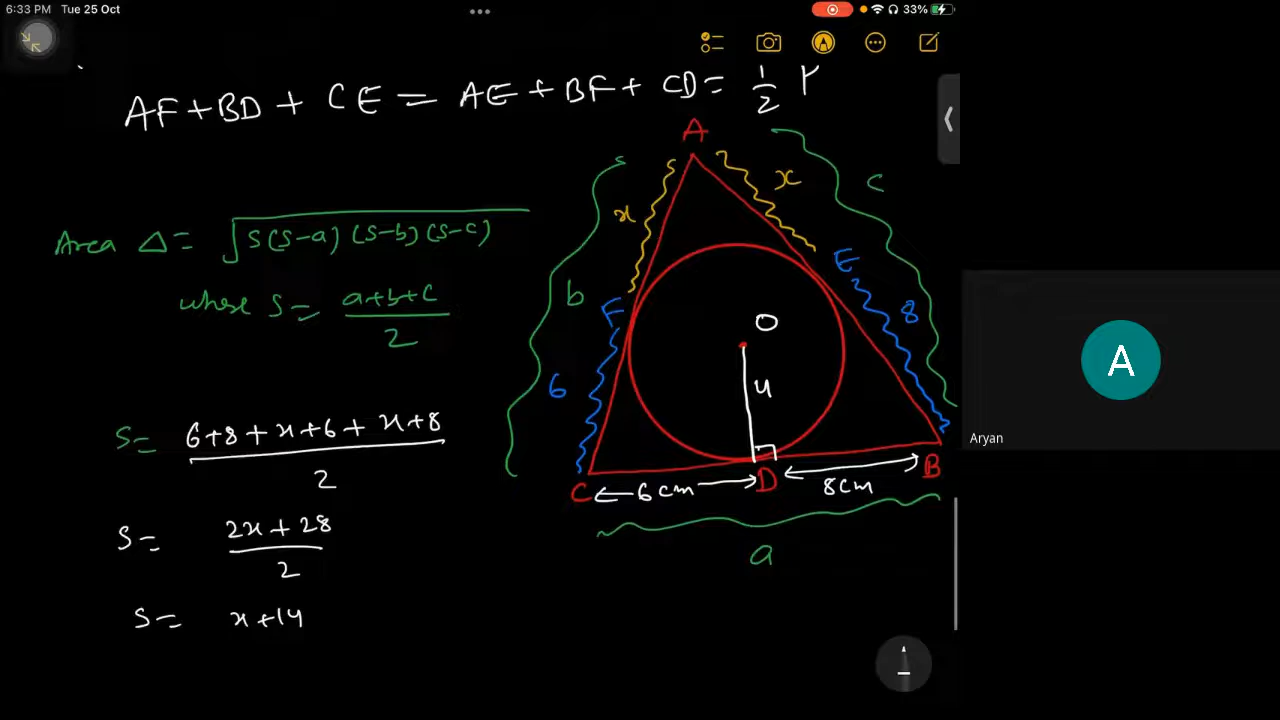 6:33 PM Tue 25 Oct
33%
AF+BD + CE = AE + BF + CD = 1/2
A
x
x
c
Area Δ = √s(s-a)(s-b)(s-c)
where s = a+b+c/2
b
F
E
8
O
4
6
S = 6+8+x+6+x+8/2
C 6cm D 8cm B
S = 2x+28/2
a
S = x+14
A
Aryan